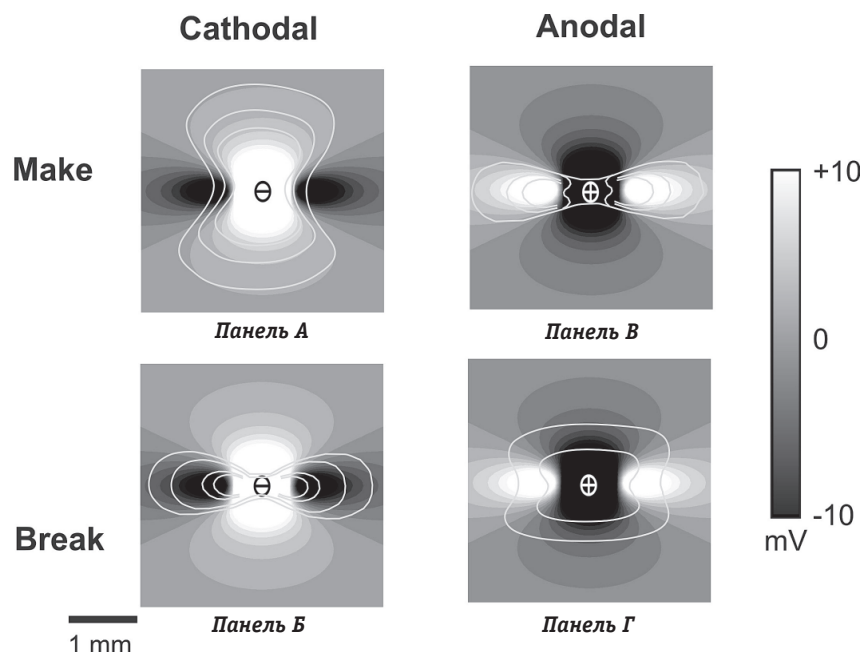 Cathodal
Anodal
Make
⊖
⊕
+10
Панель А
Панель В
0
⊖
⊕
-10
mV
Break
Панель Б
Панель Г
1 mm